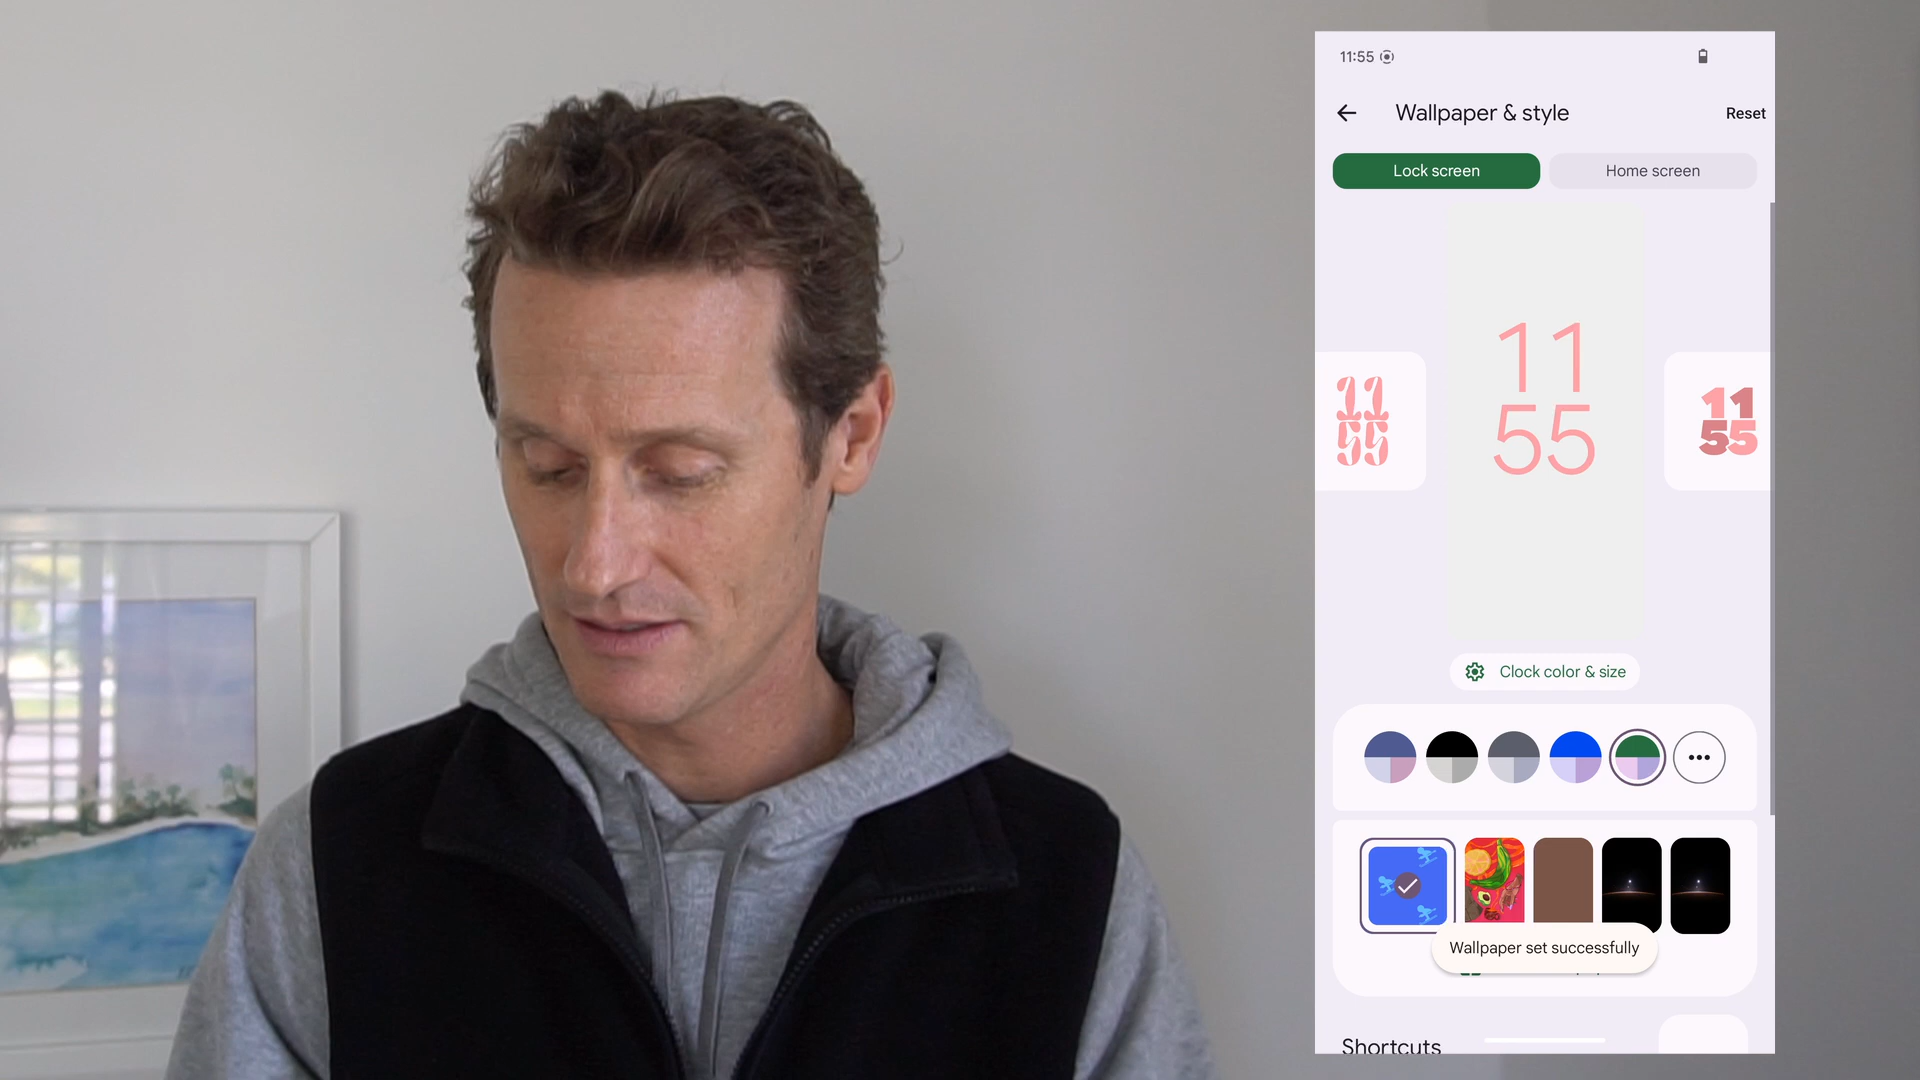 11:55
Wallpaper & style
Reset
Lock screen
Home screen
11
55
11
55
11
55
Clock color & size
Wallpaper set successfully
Shortcuts